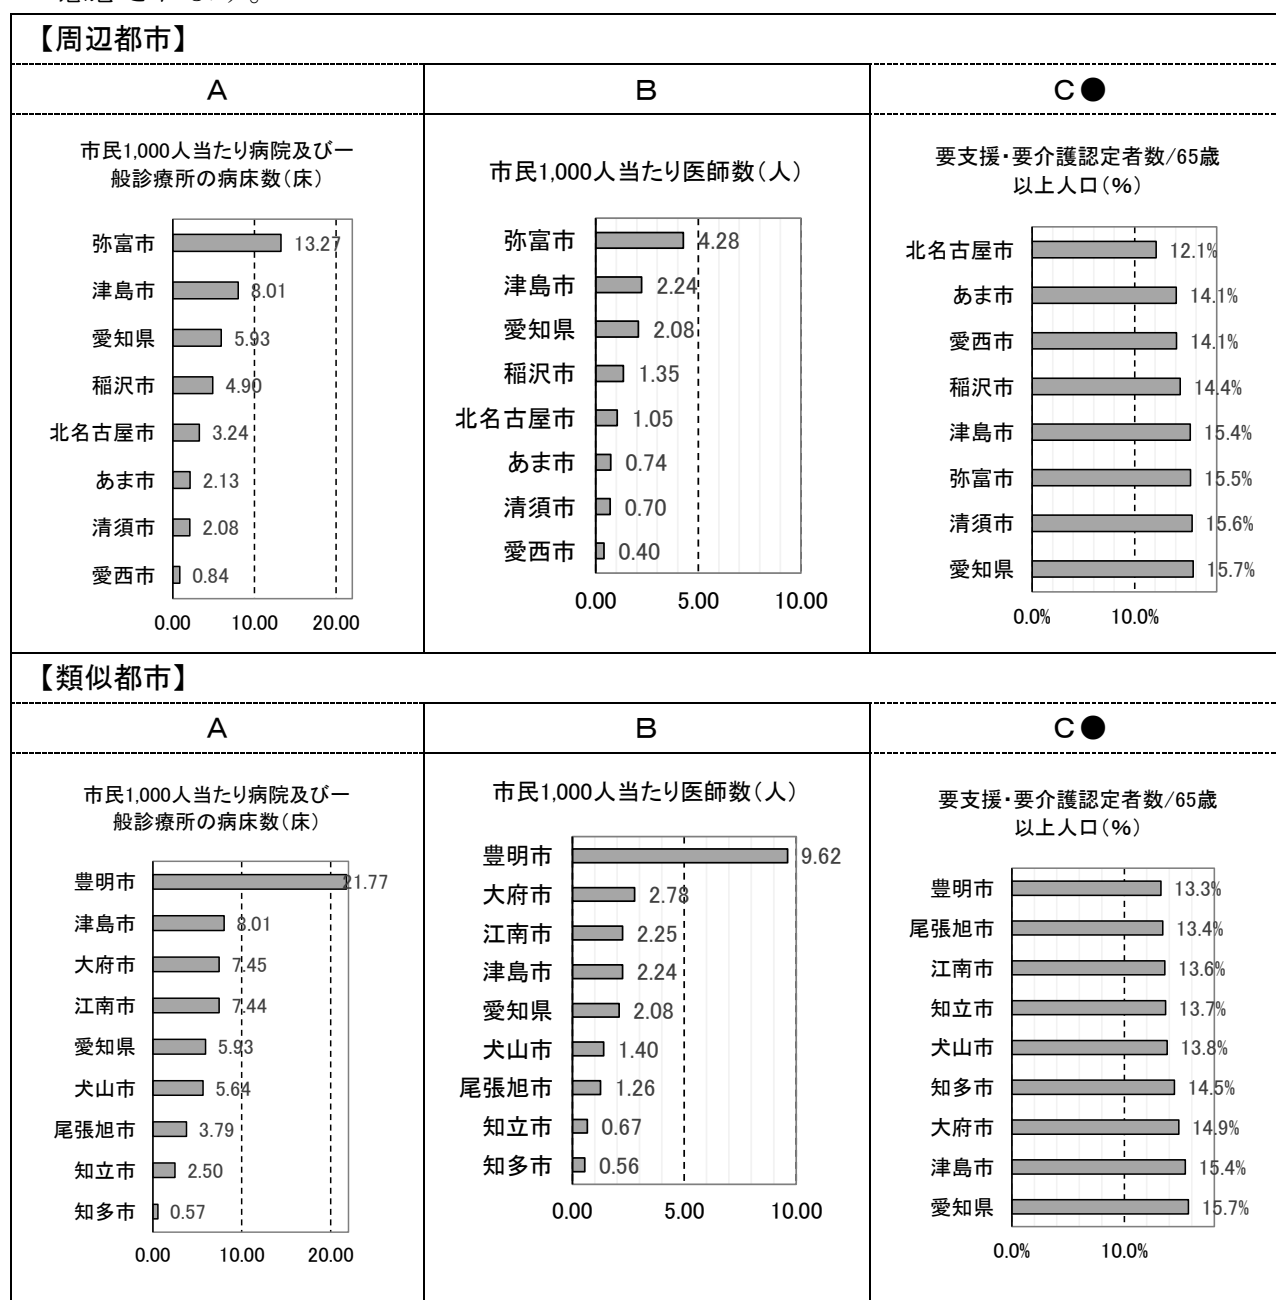 【周辺都市】
A
B
C●
市民1,000人当たり病院及び一
般診療所の病床数(床)
弥富市 13.27
津島市 8.01
愛知県 5.93
稲沢市 4.90
北名古屋市 3.24
あま市 2.13
清須市 2.08
愛西市 0.84
0.00 10.00 20.00
市民1,000人当たり医師数(人)
弥富市 4.28
津島市 2.24
愛知県 2.08
稲沢市 1.35
北名古屋市 1.05
あま市 0.74
清須市 0.70
愛西市 0.40
0.00 5.00 10.00
要支援・要介護認定者数/65歳
以上人口(%)
北名古屋市 12.1%
あま市 14.1%
愛西市 14.1%
稲沢市 14.4%
津島市 15.4%
弥富市 15.5%
清須市 15.6%
愛知県 15.7%
0.0% 10.0%
【類似都市】
A
B
C●
市民1,000人当たり病院及び一
般診療所の病床数(床)
豊明市 21.77
津島市 8.01
大府市 7.45
江南市 7.44
愛知県 5.93
犬山市 5.64
尾張旭市 3.79
知立市 2.50
知多市 0.57
0.00 10.00 20.00
市民1,000人当たり医師数(人)
豊明市 9.62
大府市 2.78
江南市 2.25
津島市 2.24
愛知県 2.08
犬山市 1.40
尾張旭市 1.26
知立市 0.67
知多市 0.56
0.00 5.00 10.00
要支援・要介護認定者数/65歳
以上人口(%)
豊明市 13.3%
尾張旭市 13.4%
江南市 13.6%
知立市 13.7%
犬山市 13.8%
知多市 14.5%
大府市 14.9%
津島市 15.4%
愛知県 15.7%
0.0% 10.0%